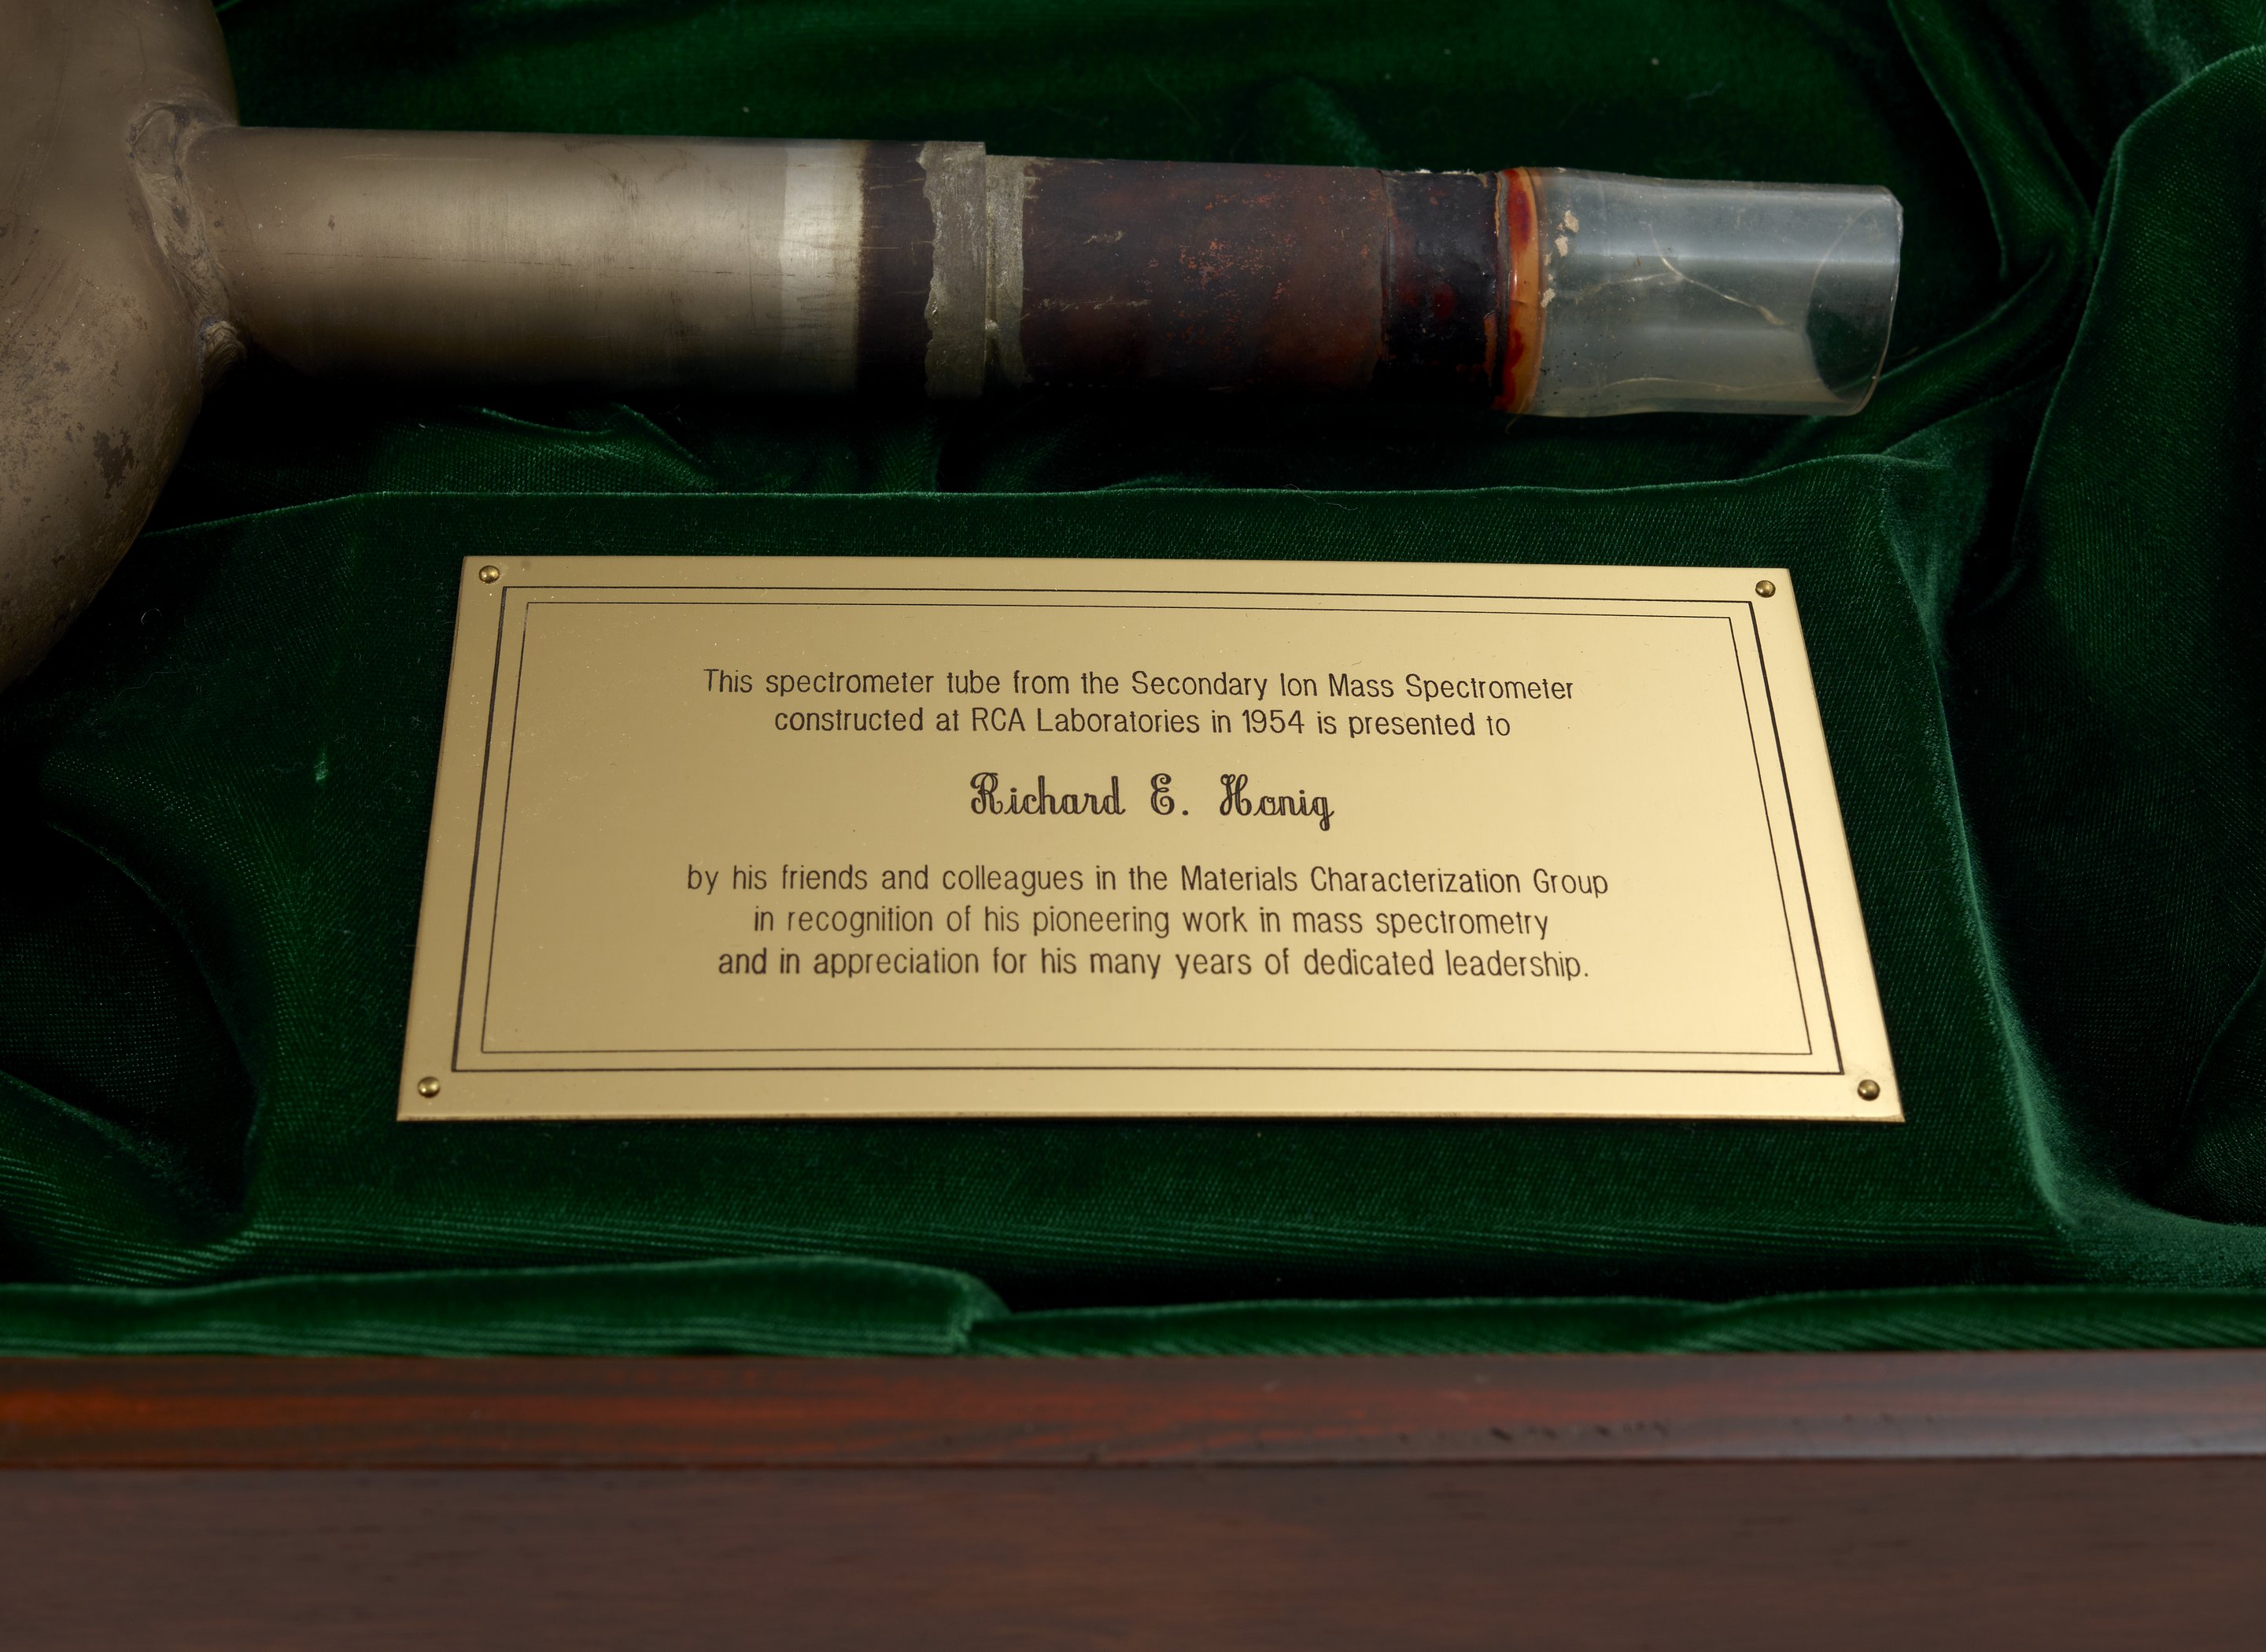 This spectrometer tube from the Secondary Ion Mass Spectrometer
constructed at RCA Laboratories in 1954 is presented to
Richard E. Honig
by his friends and colleagues in the Materials Characterization Group
in recognition of his pioneering work in mass spectrometry
and in appreciation for his many years of dedicated leadership.